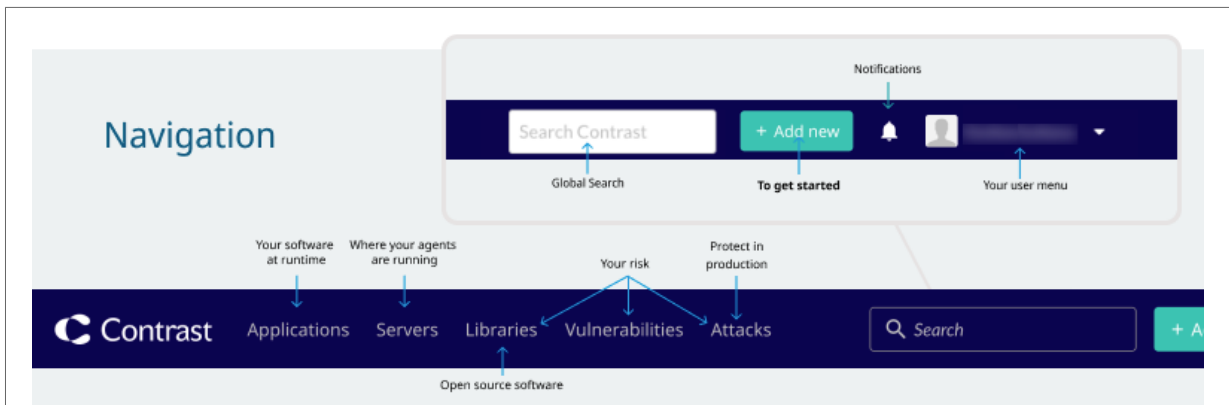 Notifications
Navigation
Search Contrast
+ Add new
Global Search
To get started
Your user menu
Your software
at runtime
Where your agents
are running
Your risk
Protect in
production
Contrast
Applications
Servers
Libraries
Vulnerabilities
Attacks
Search
+ A
Open source software